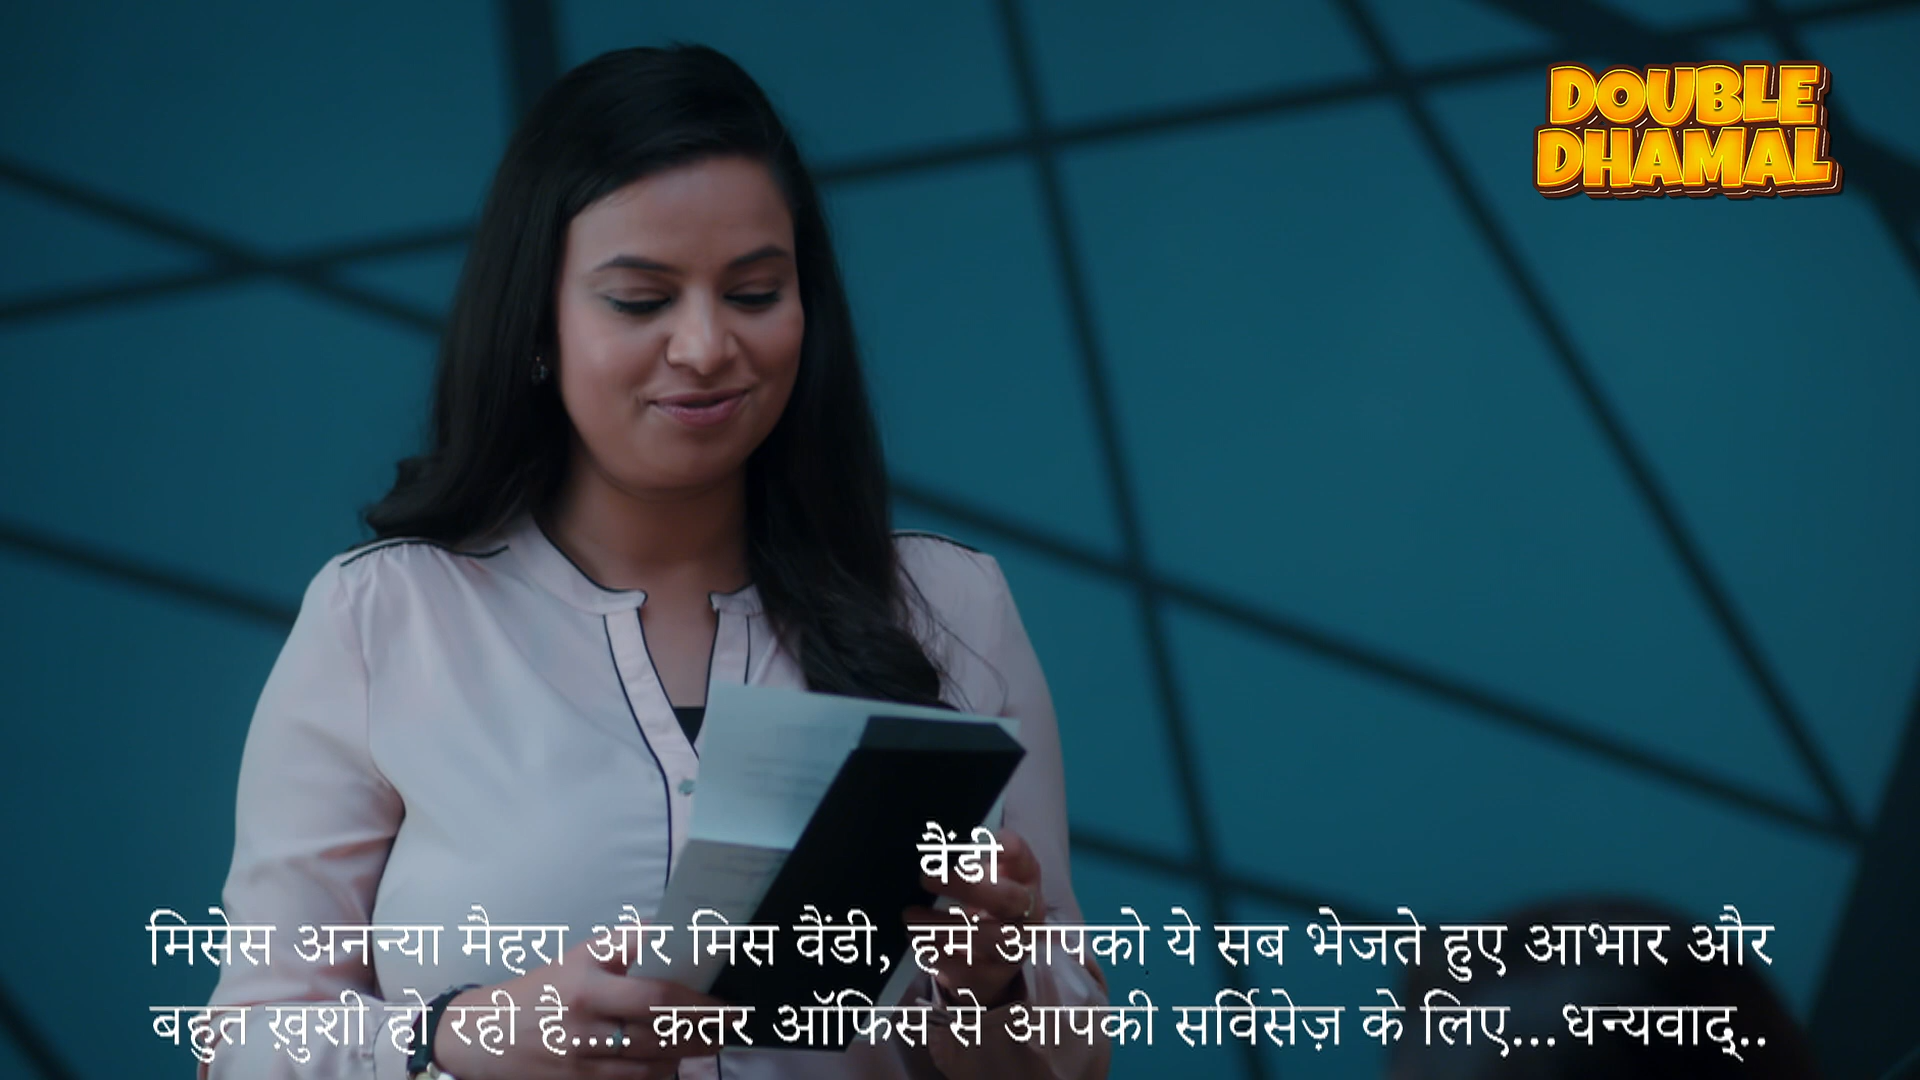 DOUBLE
DHAMAL
वैंडी
मिसेस अनन्या मैहरा और मिस वैंडी, हमें आपको ये सब भेजते हुए आभार और
बहुत ख़ुशी हो रही है.... क़तर ऑफिस से आपकी सर्विसेज़ के लिए...धन्यवाद्..